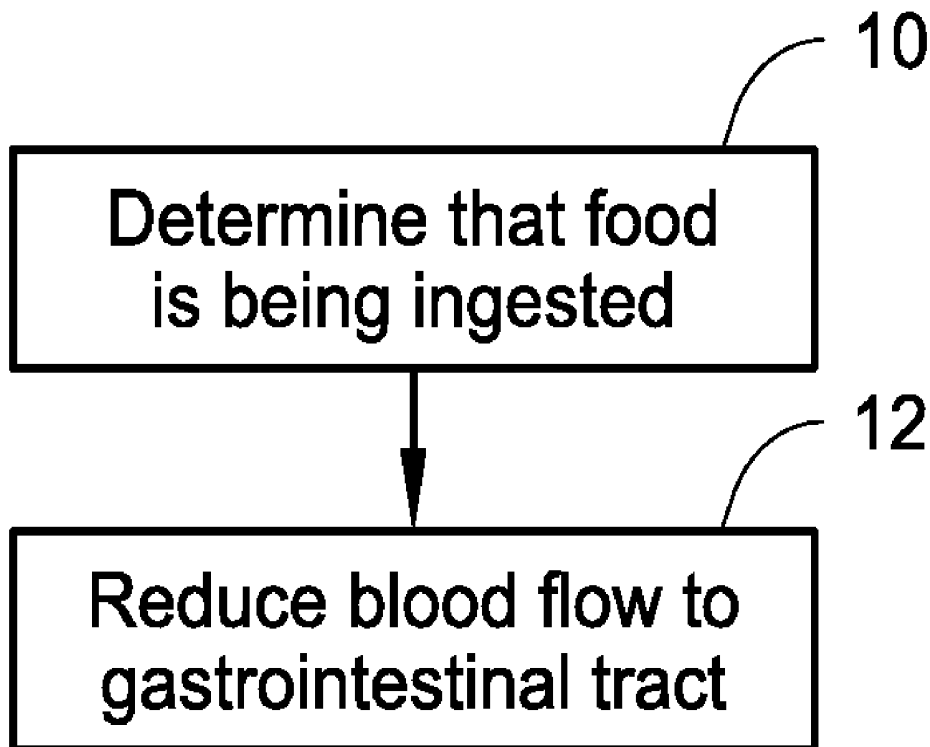 10
Determine that food
is being ingested
12
Reduce blood flow to
gastrointestinal tract